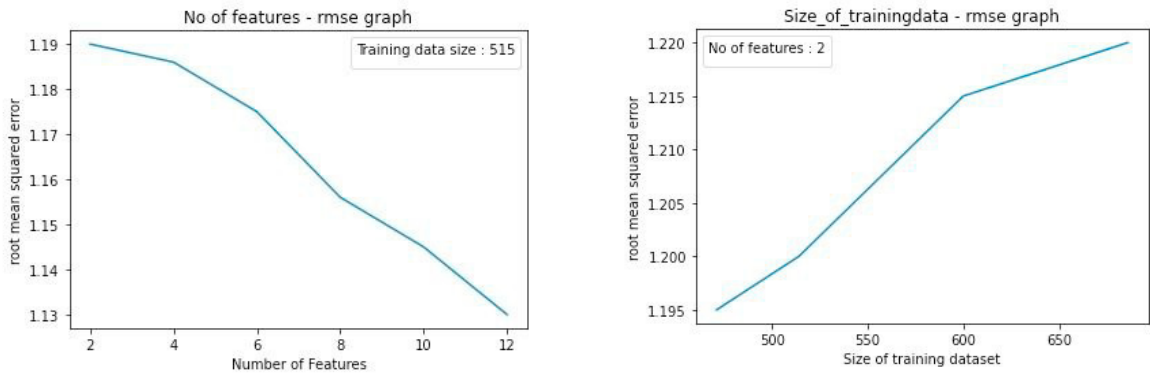 No of features - rmse graph
1.19
1.18
1.17
1.16
1.15
1.14
1.13
root mean squared error
Training data size : 515
2 4 6 8 10 12
Number of Features
Size_of_trainingdata - rmse graph
1.220
1.215
1.210
1.205
1.200
1.195
root mean squared error
No of features : 2
500 550 600 650
Size of training dataset